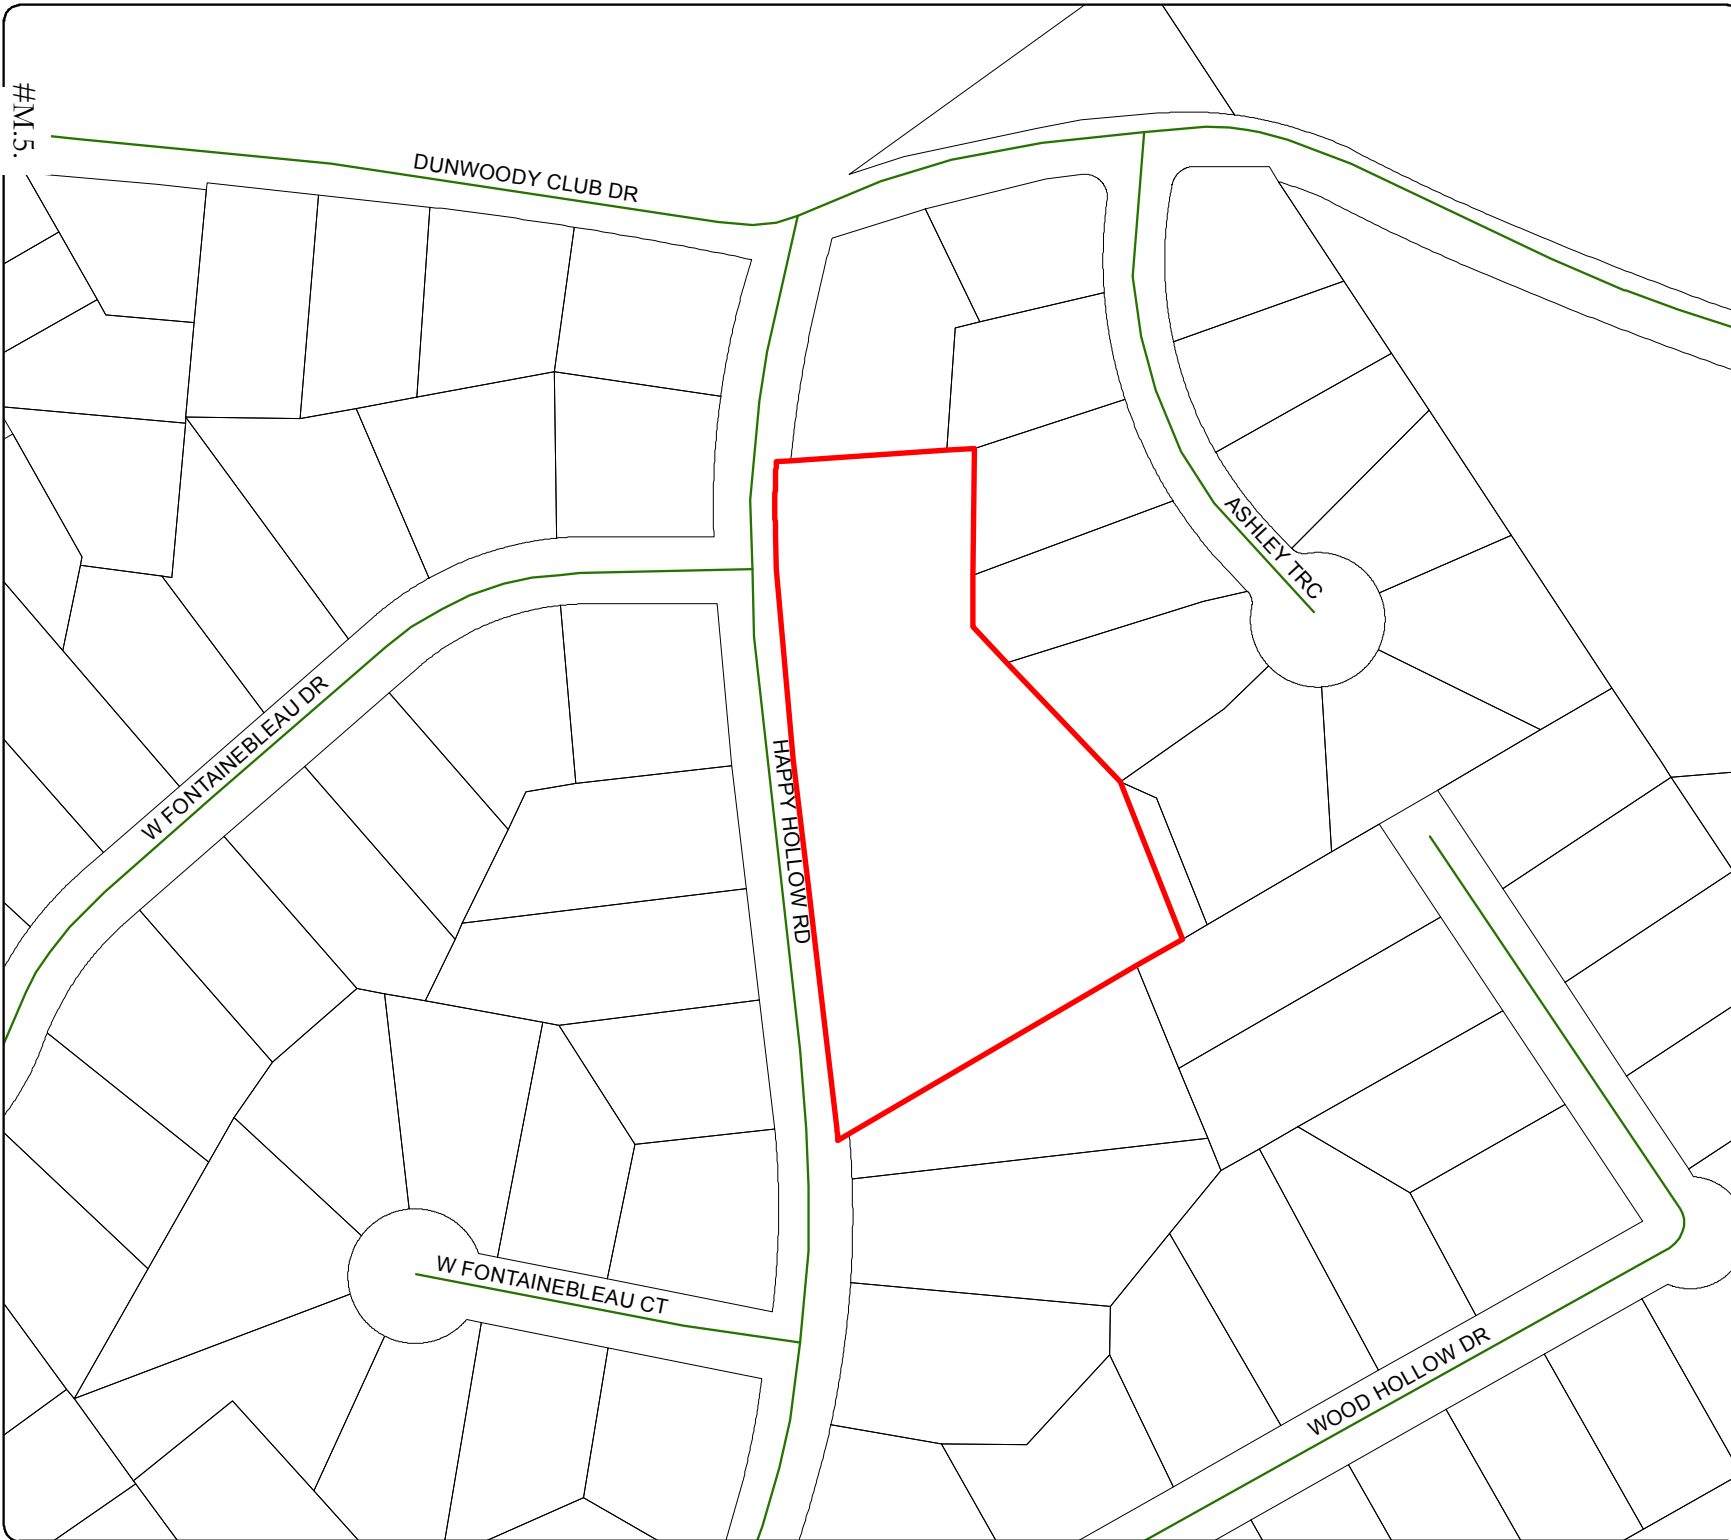 #M.5.
DUNWOODY CLUB DR
ASHLEY TRC
W FONTAINEBLEAU DR
HAPPY HOLLOW RD
W FONTAINEBLEAU CT
WOOD HOLLOW DR